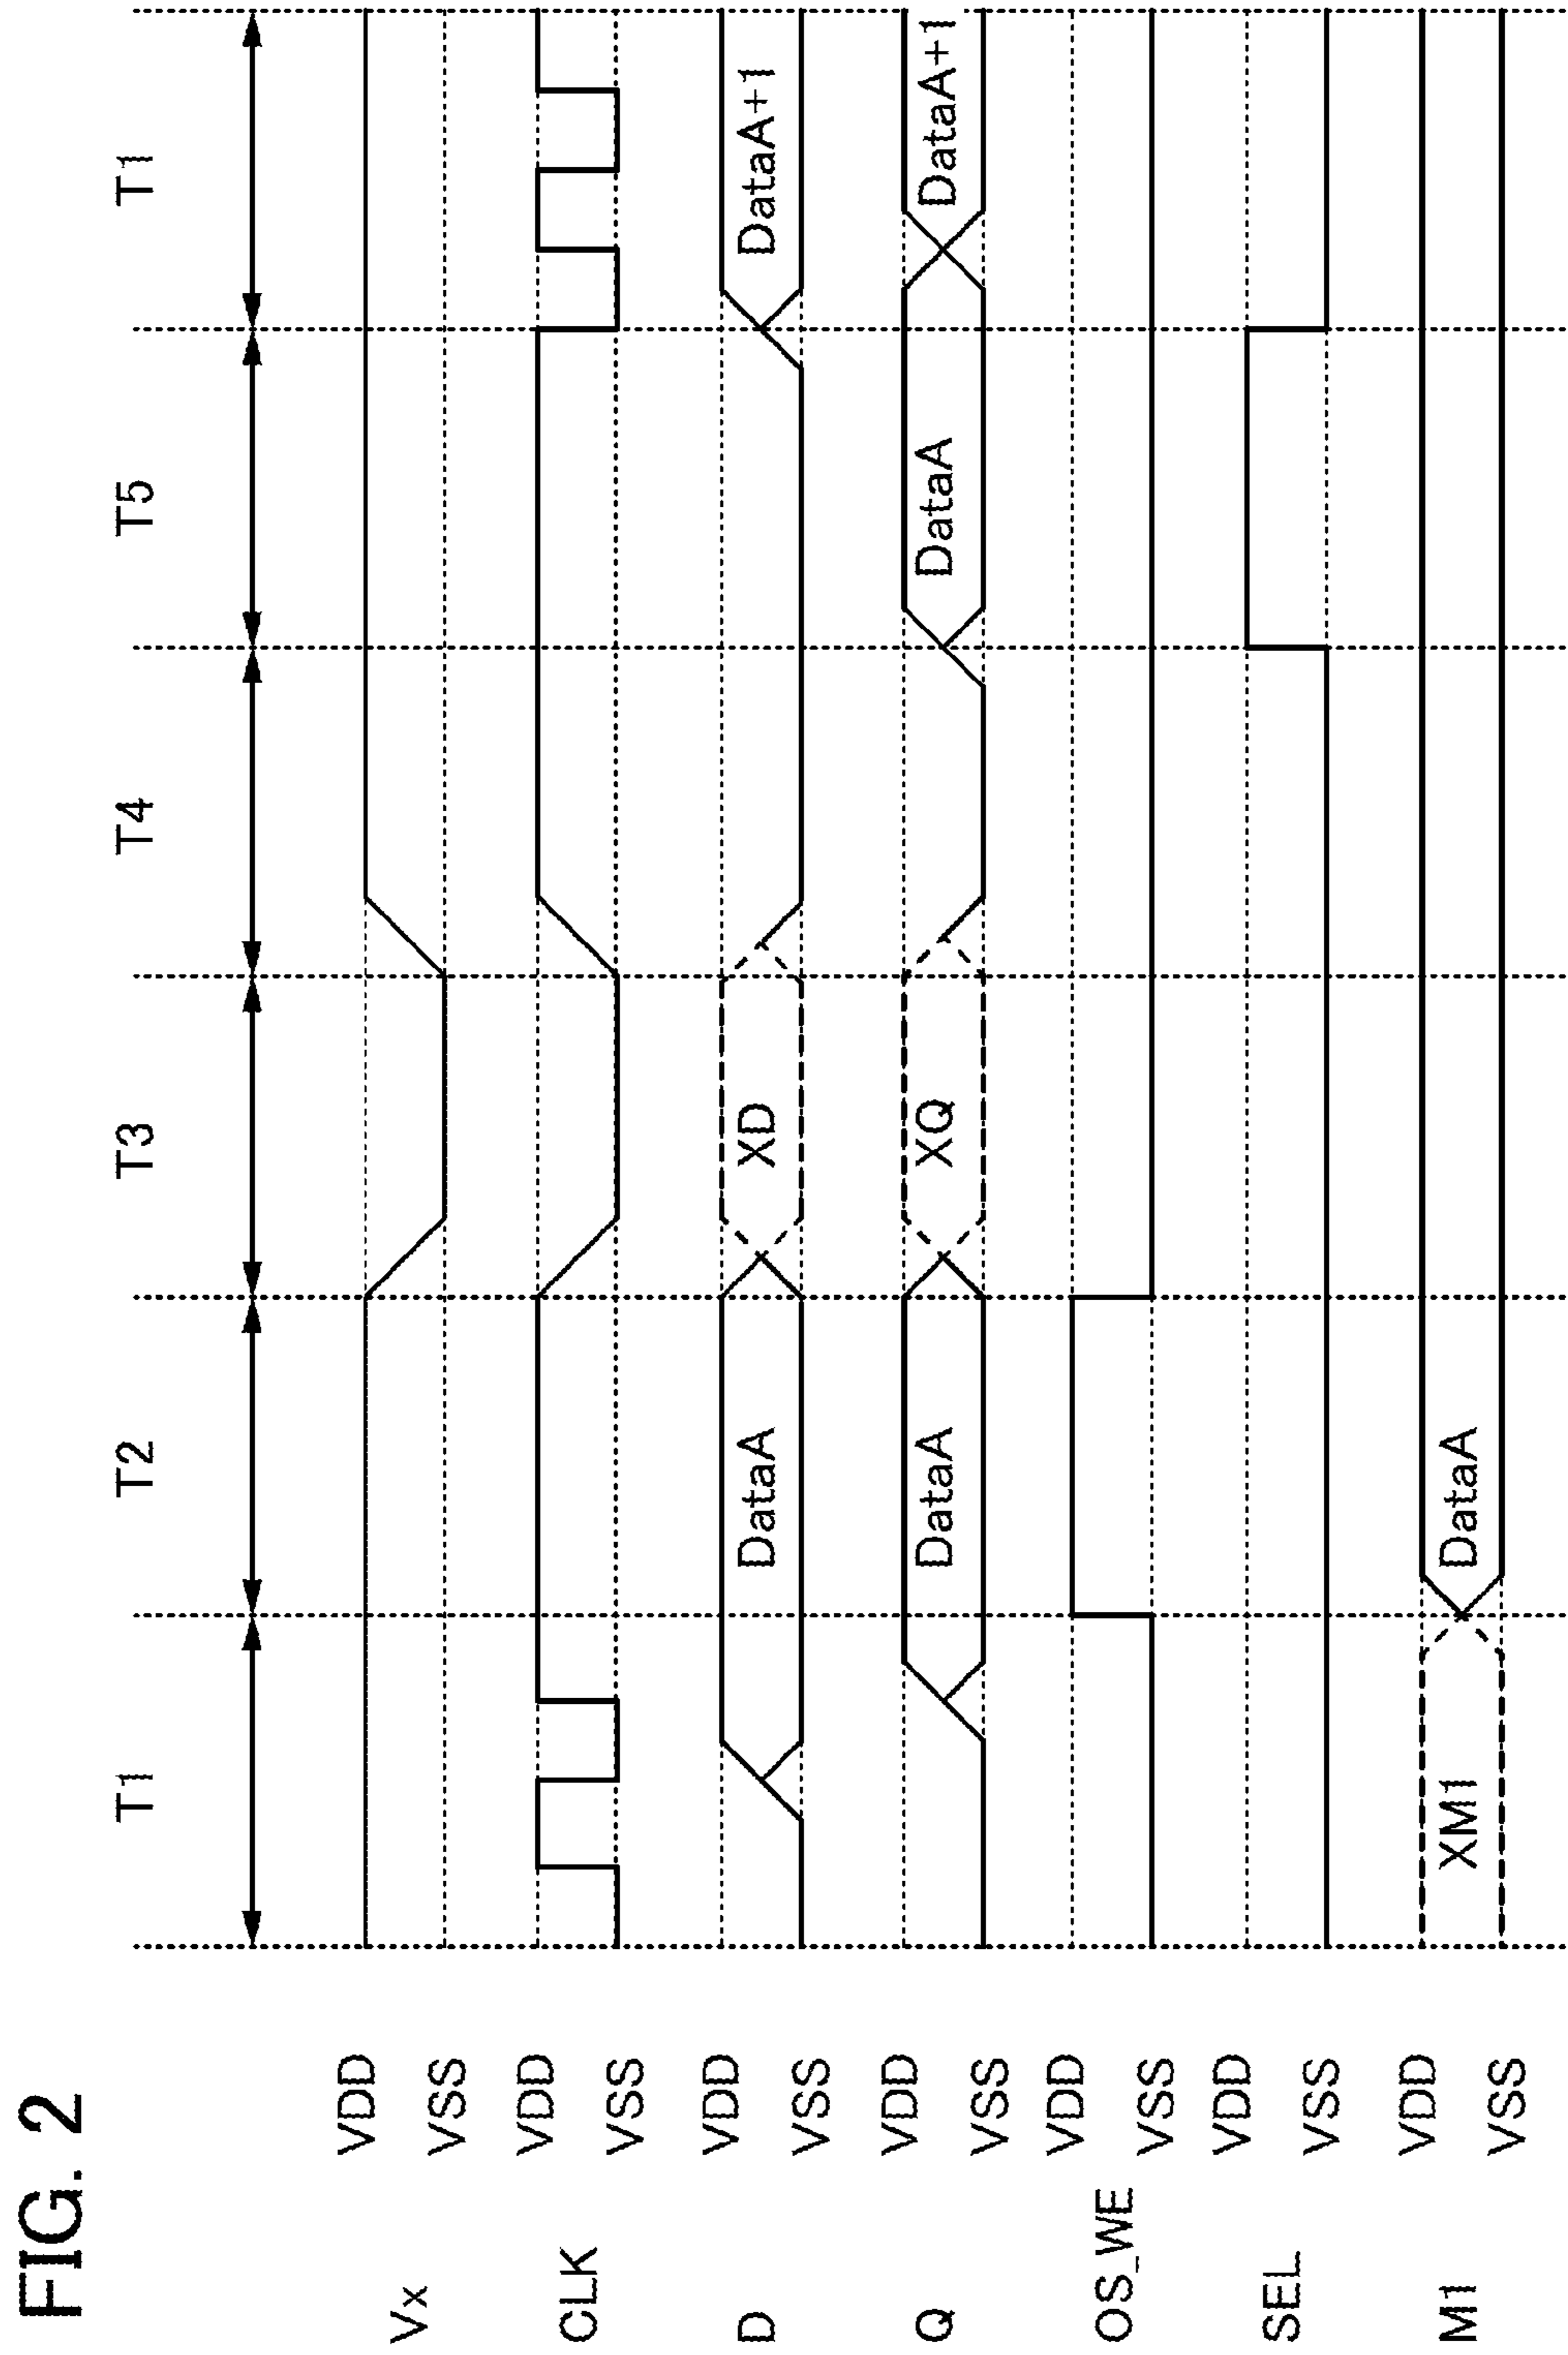 FIG. 2
T1 T2 T3 T4 T5 T1
Vx VDD
VSS
CLK VDD
VSS
D VDD DataA XD DataA+1
VSS
Q VDD DataA XQ DataA DataA+1
VSS
OS_WE VDD
VSS
SEL VDD
VSS
M1 VDD XM1 DataA
VSS